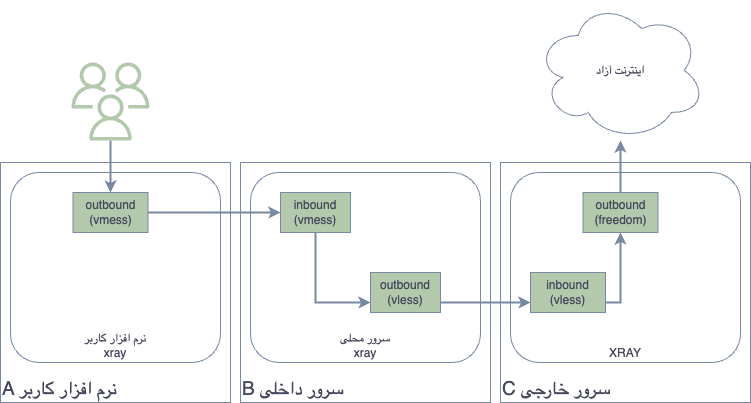 اینترنت آزاد
outbound
(vmess)
نرم افزار کاربر
xray
نرم افزار کاربر A
inbound
(vmess)
outbound
(vless)
سرور محلی
xray
سرور داخلی B
outbound
(freedom)
inbound
(vless)
XRAY
سرور خارجی C